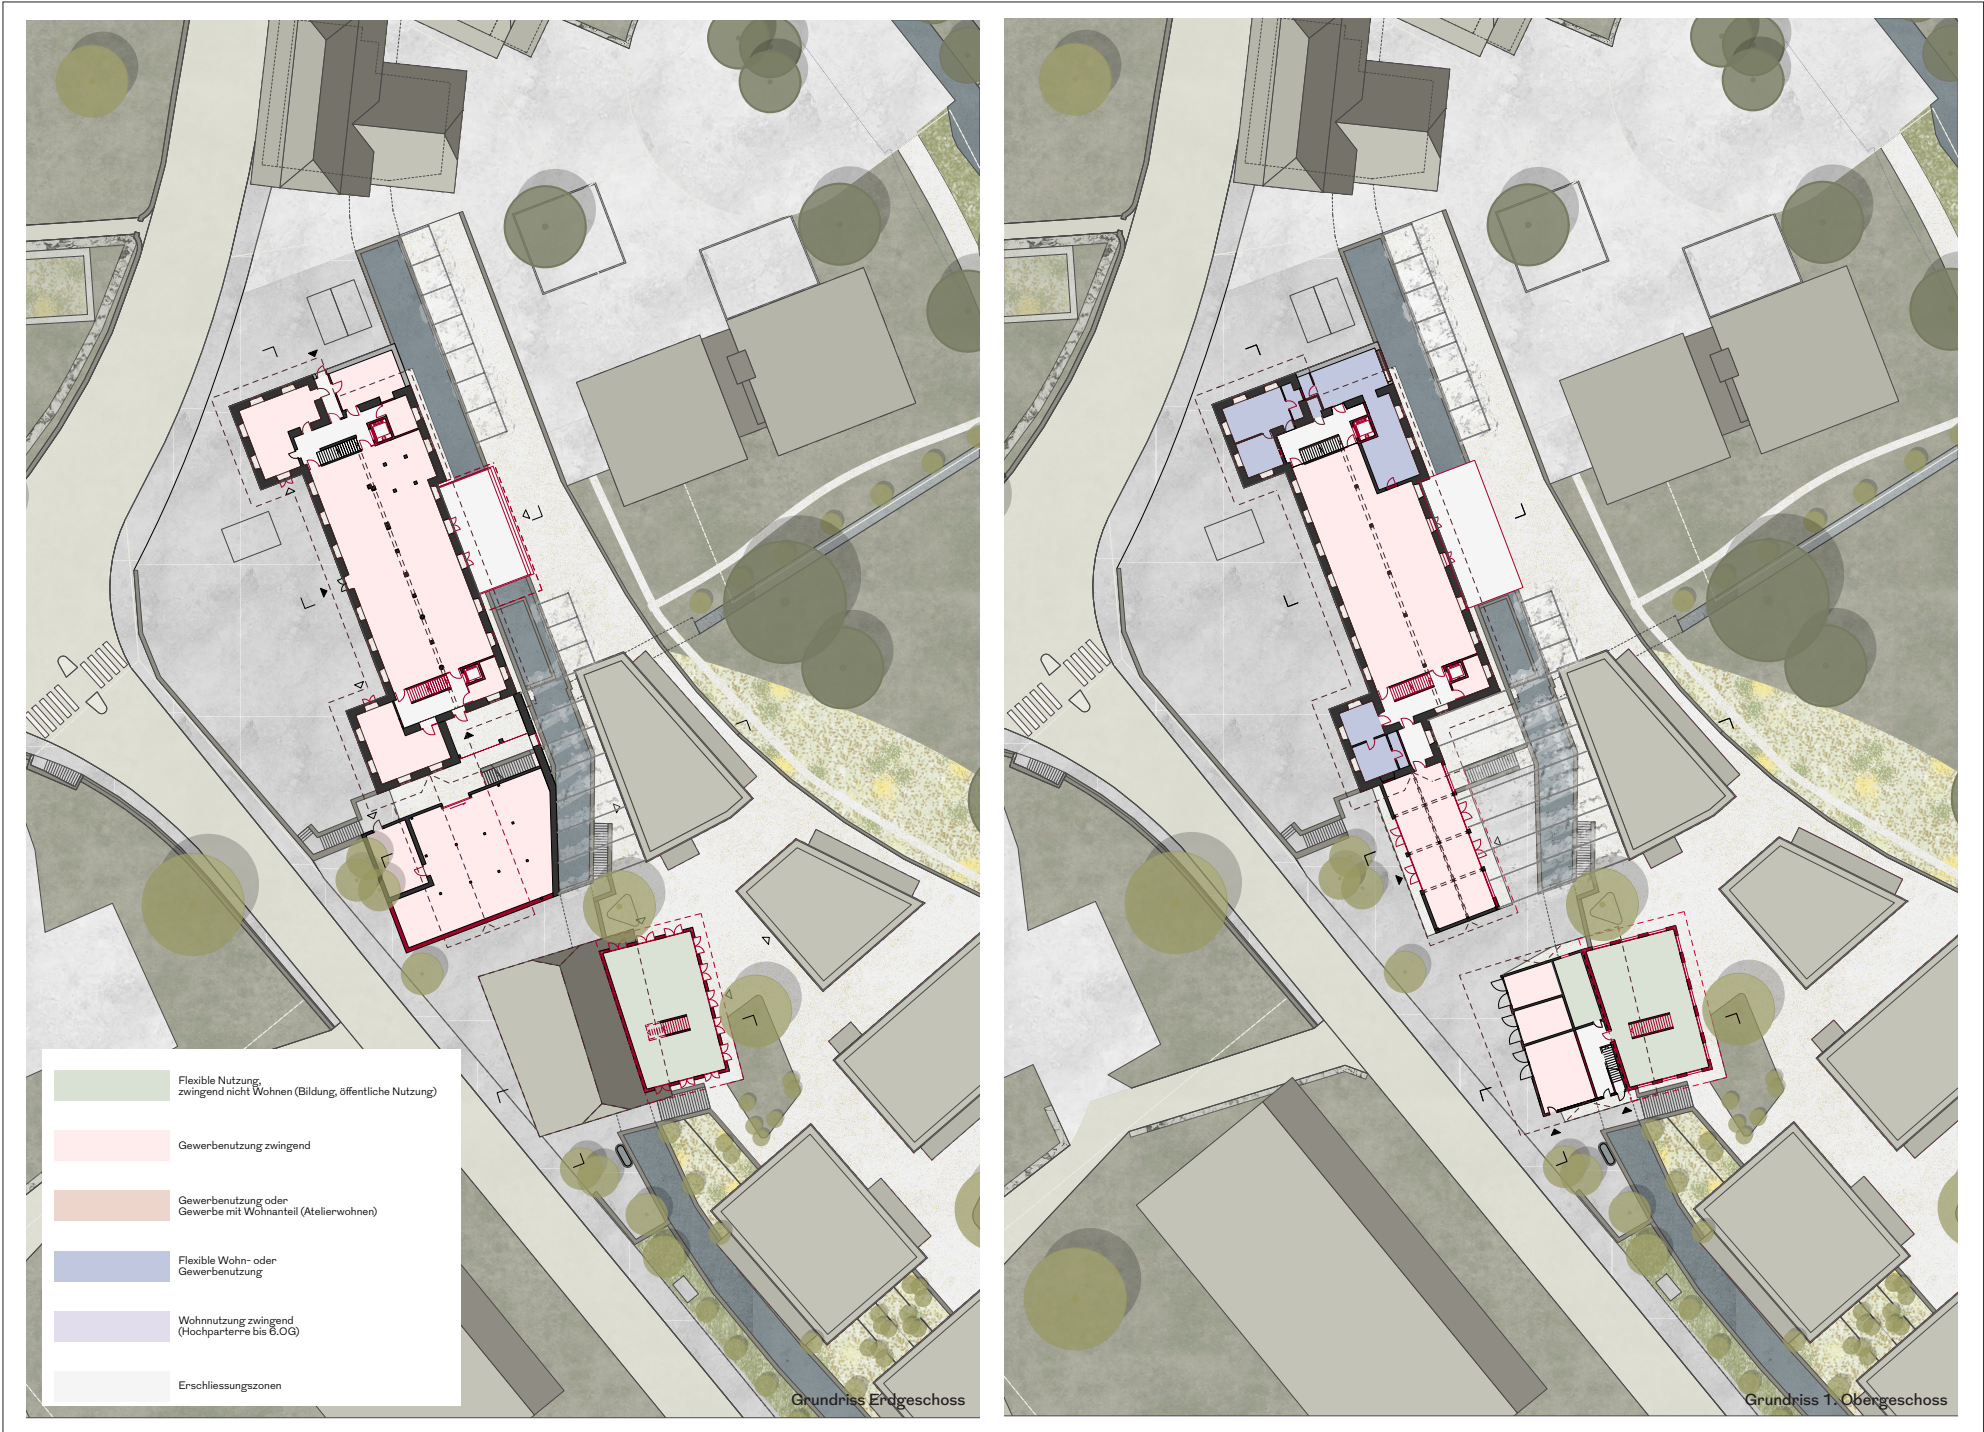 Flexible Nutzung,
zwingend nicht Wohnen (Bildung, öffentliche Nutzung)
Gewerbenutzung zwingend
Gewerbenutzung oder
Gewerbe mit Wohnanteil (Atelierwohnen)
Flexible Wohn- oder
Gewerbenutzung
Wohnnutzung zwingend
(Hochparterre bis 6.OG)
Erschliessungszonen
Grundriss Erdgeschoss
Grundriss 1. Obergeschoss